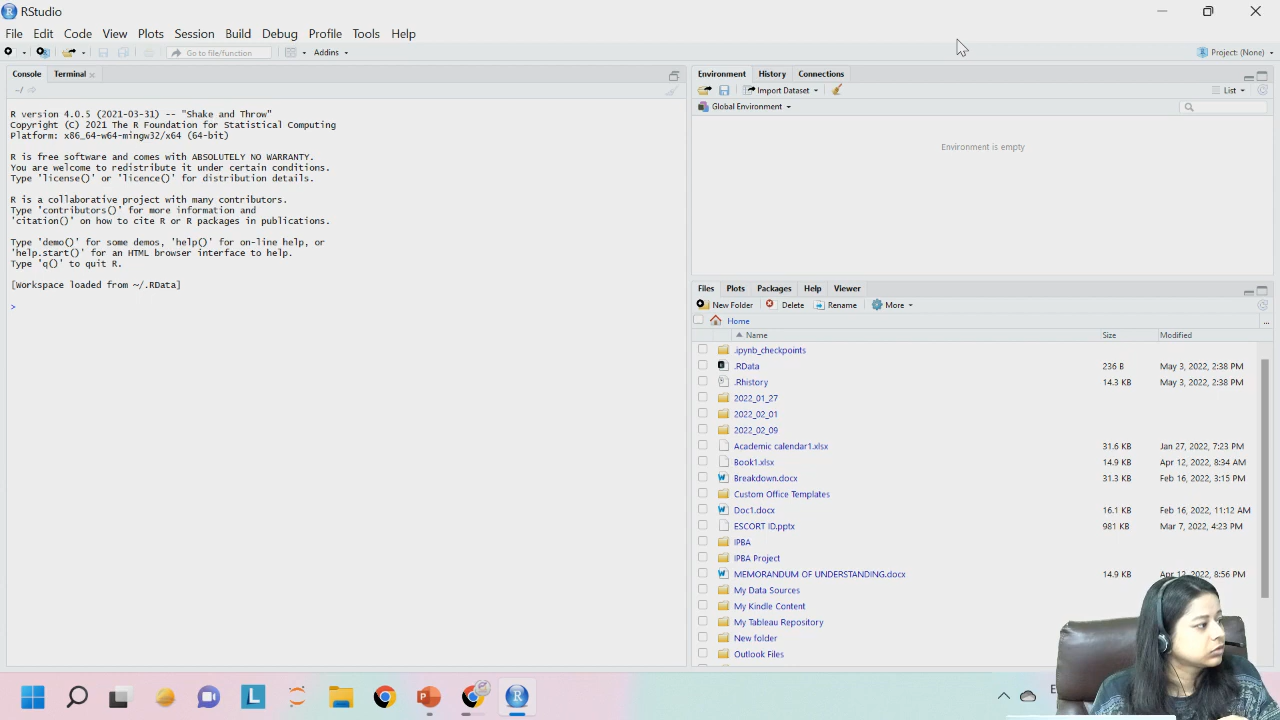 RStudio
File Edit Code View Plots Session Build Debug Profile Tools Help
Go to file/function Addins Project: (None)
Console Terminal
~/
R version 4.0.5 (2021-03-31) -- "Shake and Throw"
Copyright (C) 2021 The R Foundation for Statistical Computing
Platform: x86_64-w64-mingw32/x64 (64-bit)
R is free software and comes with ABSOLUTELY NO WARRANTY.
You are welcome to redistribute it under certain conditions.
Type 'license()' or 'licence()' for distribution details.
R is a collaborative project with many contributors.
Type 'contributors()' for more information and
'citation()' on how to cite R or R packages in publications.
Type 'demo()' for some demos, 'help()' for on-line help, or
'help.start()' for an HTML browser interface to help.
Type 'q()' to quit R.
[Workspace loaded from ~/.RData]
>
Environment History Connections
Import Dataset List
Global Environment
Environment is empty
Files Plots Packages Help Viewer
New Folder Delete Rename More
Home ...
Name Size Modified
.ipynb_checkpoints
.RData 236 B May 3, 2022, 2:38 PM
.Rhistory 14.3 KB May 3, 2022, 2:38 PM
2022_01_27
2022_02_01
2022_02_09
Academic calendar1.xlsx 31.6 KB Jan 27, 2022, 7:23 PM
Book1.xlsx 14.9 KB Apr 12, 2022, 8:34 AM
Breakdown.docx 31.3 KB Feb 16, 2022, 3:15 PM
Custom Office Templates
Doc1.docx 16.1 KB Feb 16, 2022, 11:12 AM
ESCORT ID.pptx 981 KB Mar 7, 2022, 4:23 PM
IPBA
IPBA Project
MEMORANDUM OF UNDERSTANDING.docx 14.9 KB Apr 2022, 8:56 PM
My Data Sources
My Kindle Content
My Tableau Repository
New folder
Outlook Files